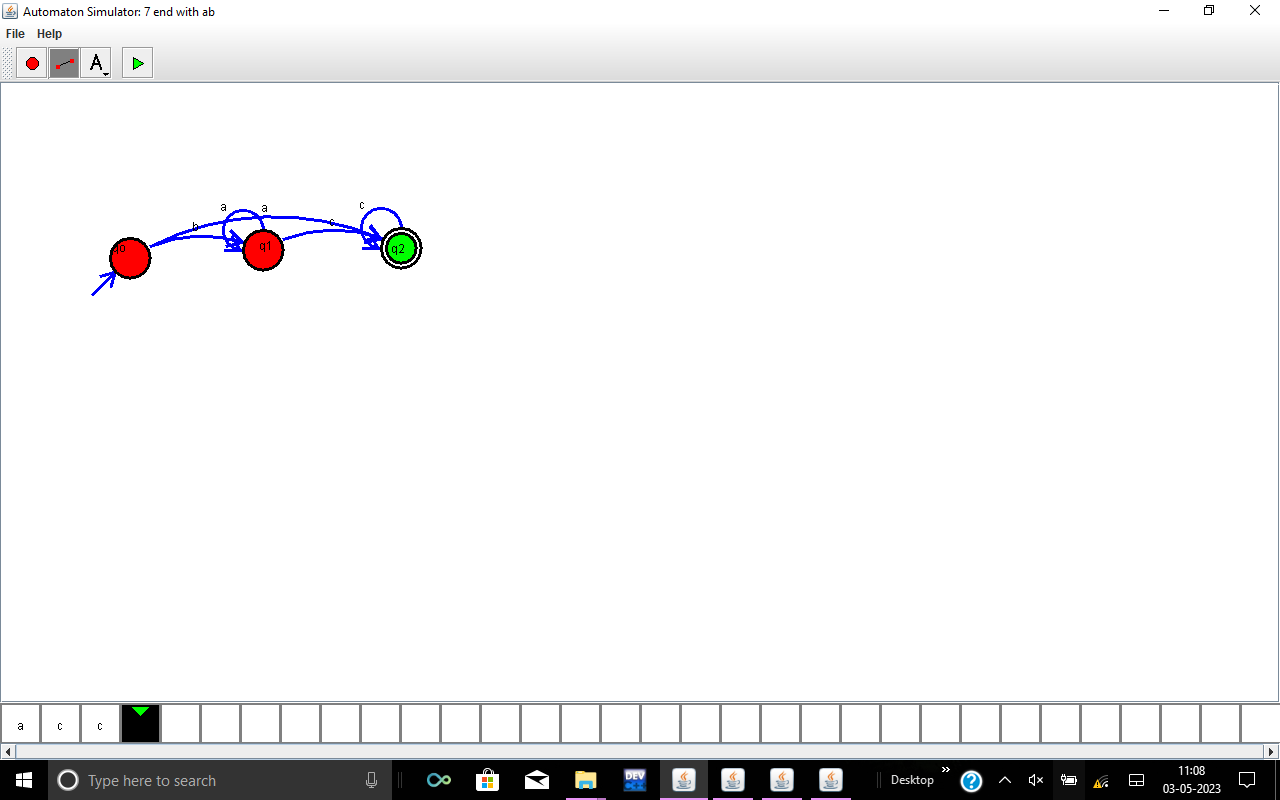 Automaton Simulator: 7 end with ab
File Help
A
a
a
b
c
c
q0
q1
q2
a c c
Type here to search
DEV
C++
Desktop
11:08
03-05-2023